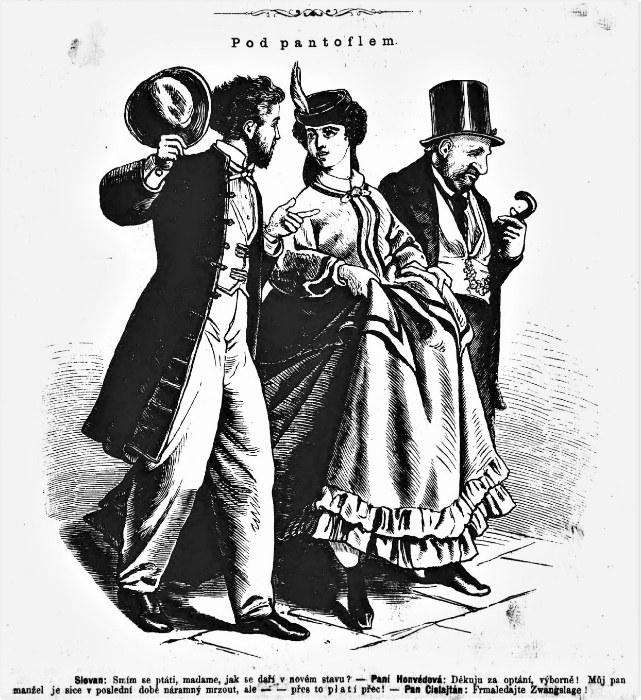 Pod pantoflem.
Slovan: Smím se ptáti, madame, jak se daří v novém stavu? — Paní Honvédová: Děkuju za optání, výborně! Můj pan
manžel je sice v poslední době náramný mrzout, ale — — přes to platí přec! — Pan Cislajtán: Frmaledajte Zwangslage!